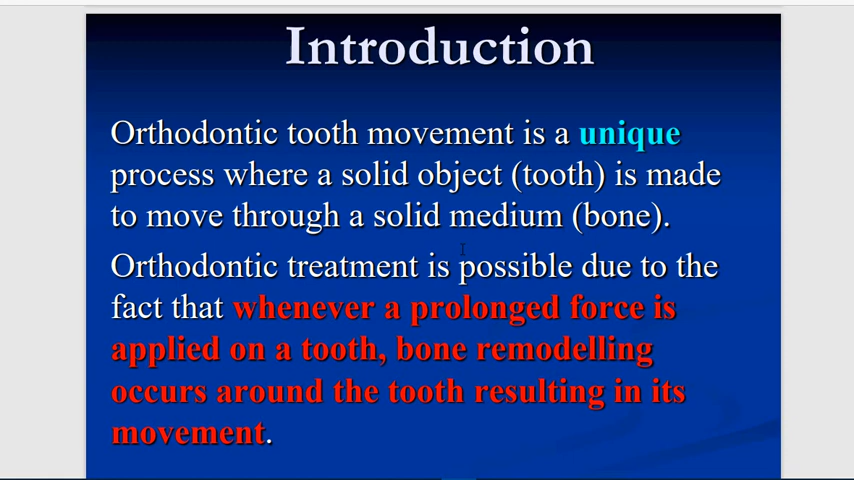 Introduction
Orthodontic tooth movement is a unique
process where a solid object (tooth) is made
to move through a solid medium (bone).
Orthodontic treatment is possible due to the
fact that whenever a prolonged force is
applied on a tooth, bone remodelling
occurs around the tooth resulting in its
movement.